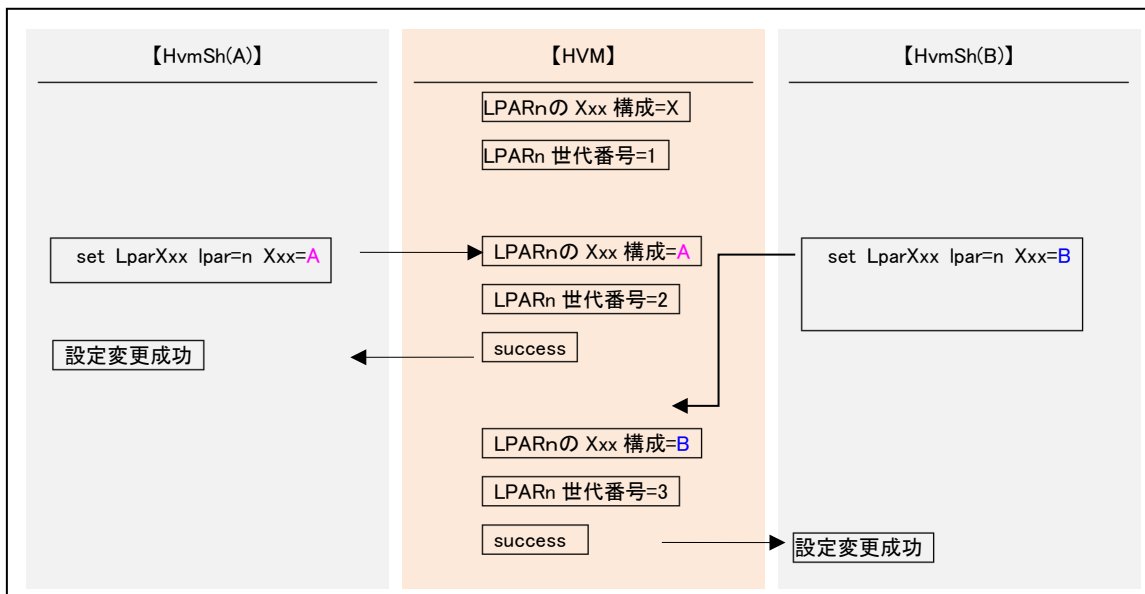 【HvmSh(A)】
【HVM】
【HvmSh(B)】
LPARnの Xxx 構成=X
LPARn 世代番号=1
set LparXxx lpar=n Xxx=A
LPARnの Xxx 構成=A
set LparXxx lpar=n Xxx=B
LPARn 世代番号=2
success
設定変更成功
LPARnの Xxx 構成=B
LPARn 世代番号=3
success
設定変更成功